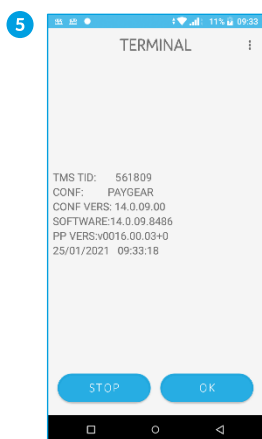 5
11% 09:33
TERMINAL
TMS TID: 561809
CONF: PAYGEAR
CONF VERS: 14.0.09.00
SOFTWARE:14.0.09.8486
PP VERS:v0016.00.03+0
25/01/2021 09:33:18
STOP OK